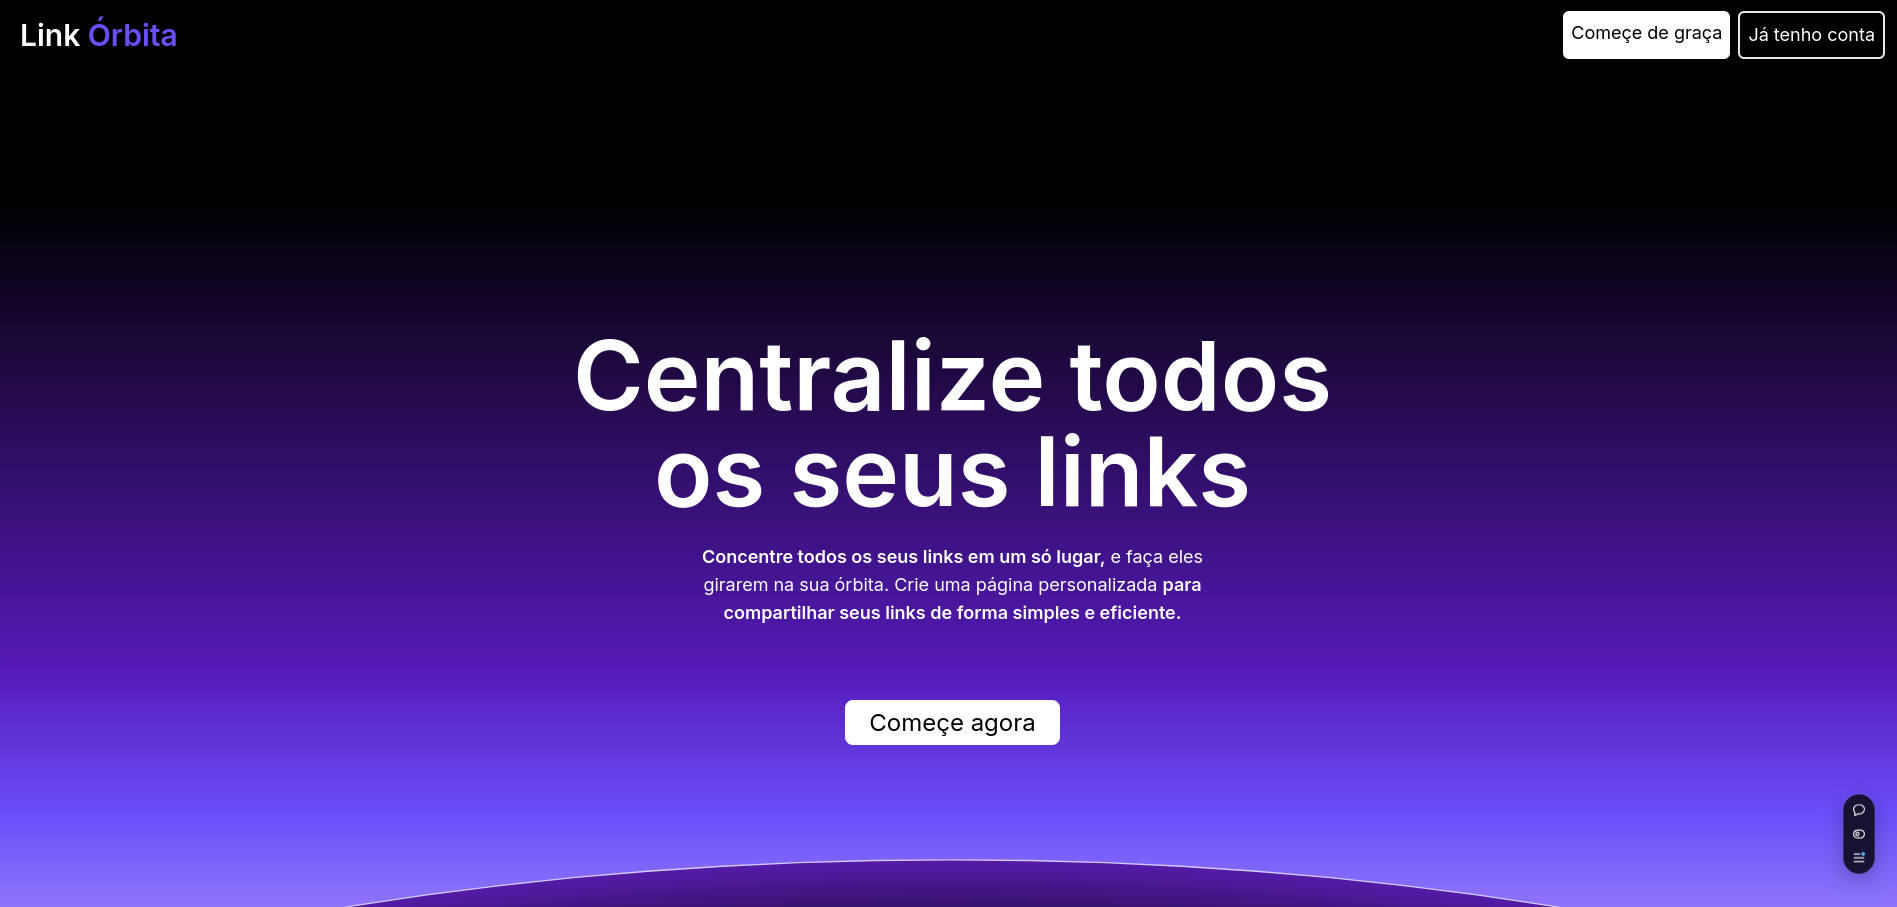 Link Órbita
Começe de graça
Já tenho conta
Centralize todos
os seus links
Concentre todos os seus links em um só lugar, e faça eles
girarem na sua órbita. Crie uma página personalizada para
compartilhar seus links de forma simples e eficiente.
Começe agora